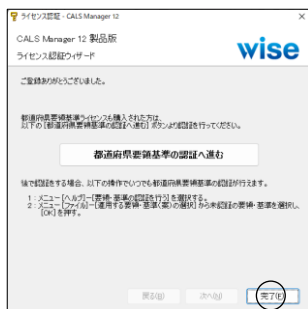 ライセンス認証 - CALS Manager 12
CALS Manager 12 製品版
ライセンス認証ウィザード
wise
ご登録ありがとうございました。
都道府県要領基準ライセンスも購入された方は、
以下の [都道府県要領基準の認証へ進む] ボタンより認証を行ってください。
都道府県要領基準の認証へ進む
後で認証をする場合、以下の操作でいつでも都道府県要領基準の認証が行えます。
1：メニュー [ヘルプ]-[要領・基準の認証を行う] を選択する。
2：メニュー [ファイル]-[運用する要領・基準(案)の選択] から未認証の要領・基準を選択し、
[OK] を押す。
戻る(B) 次へ(N) 完了(F)